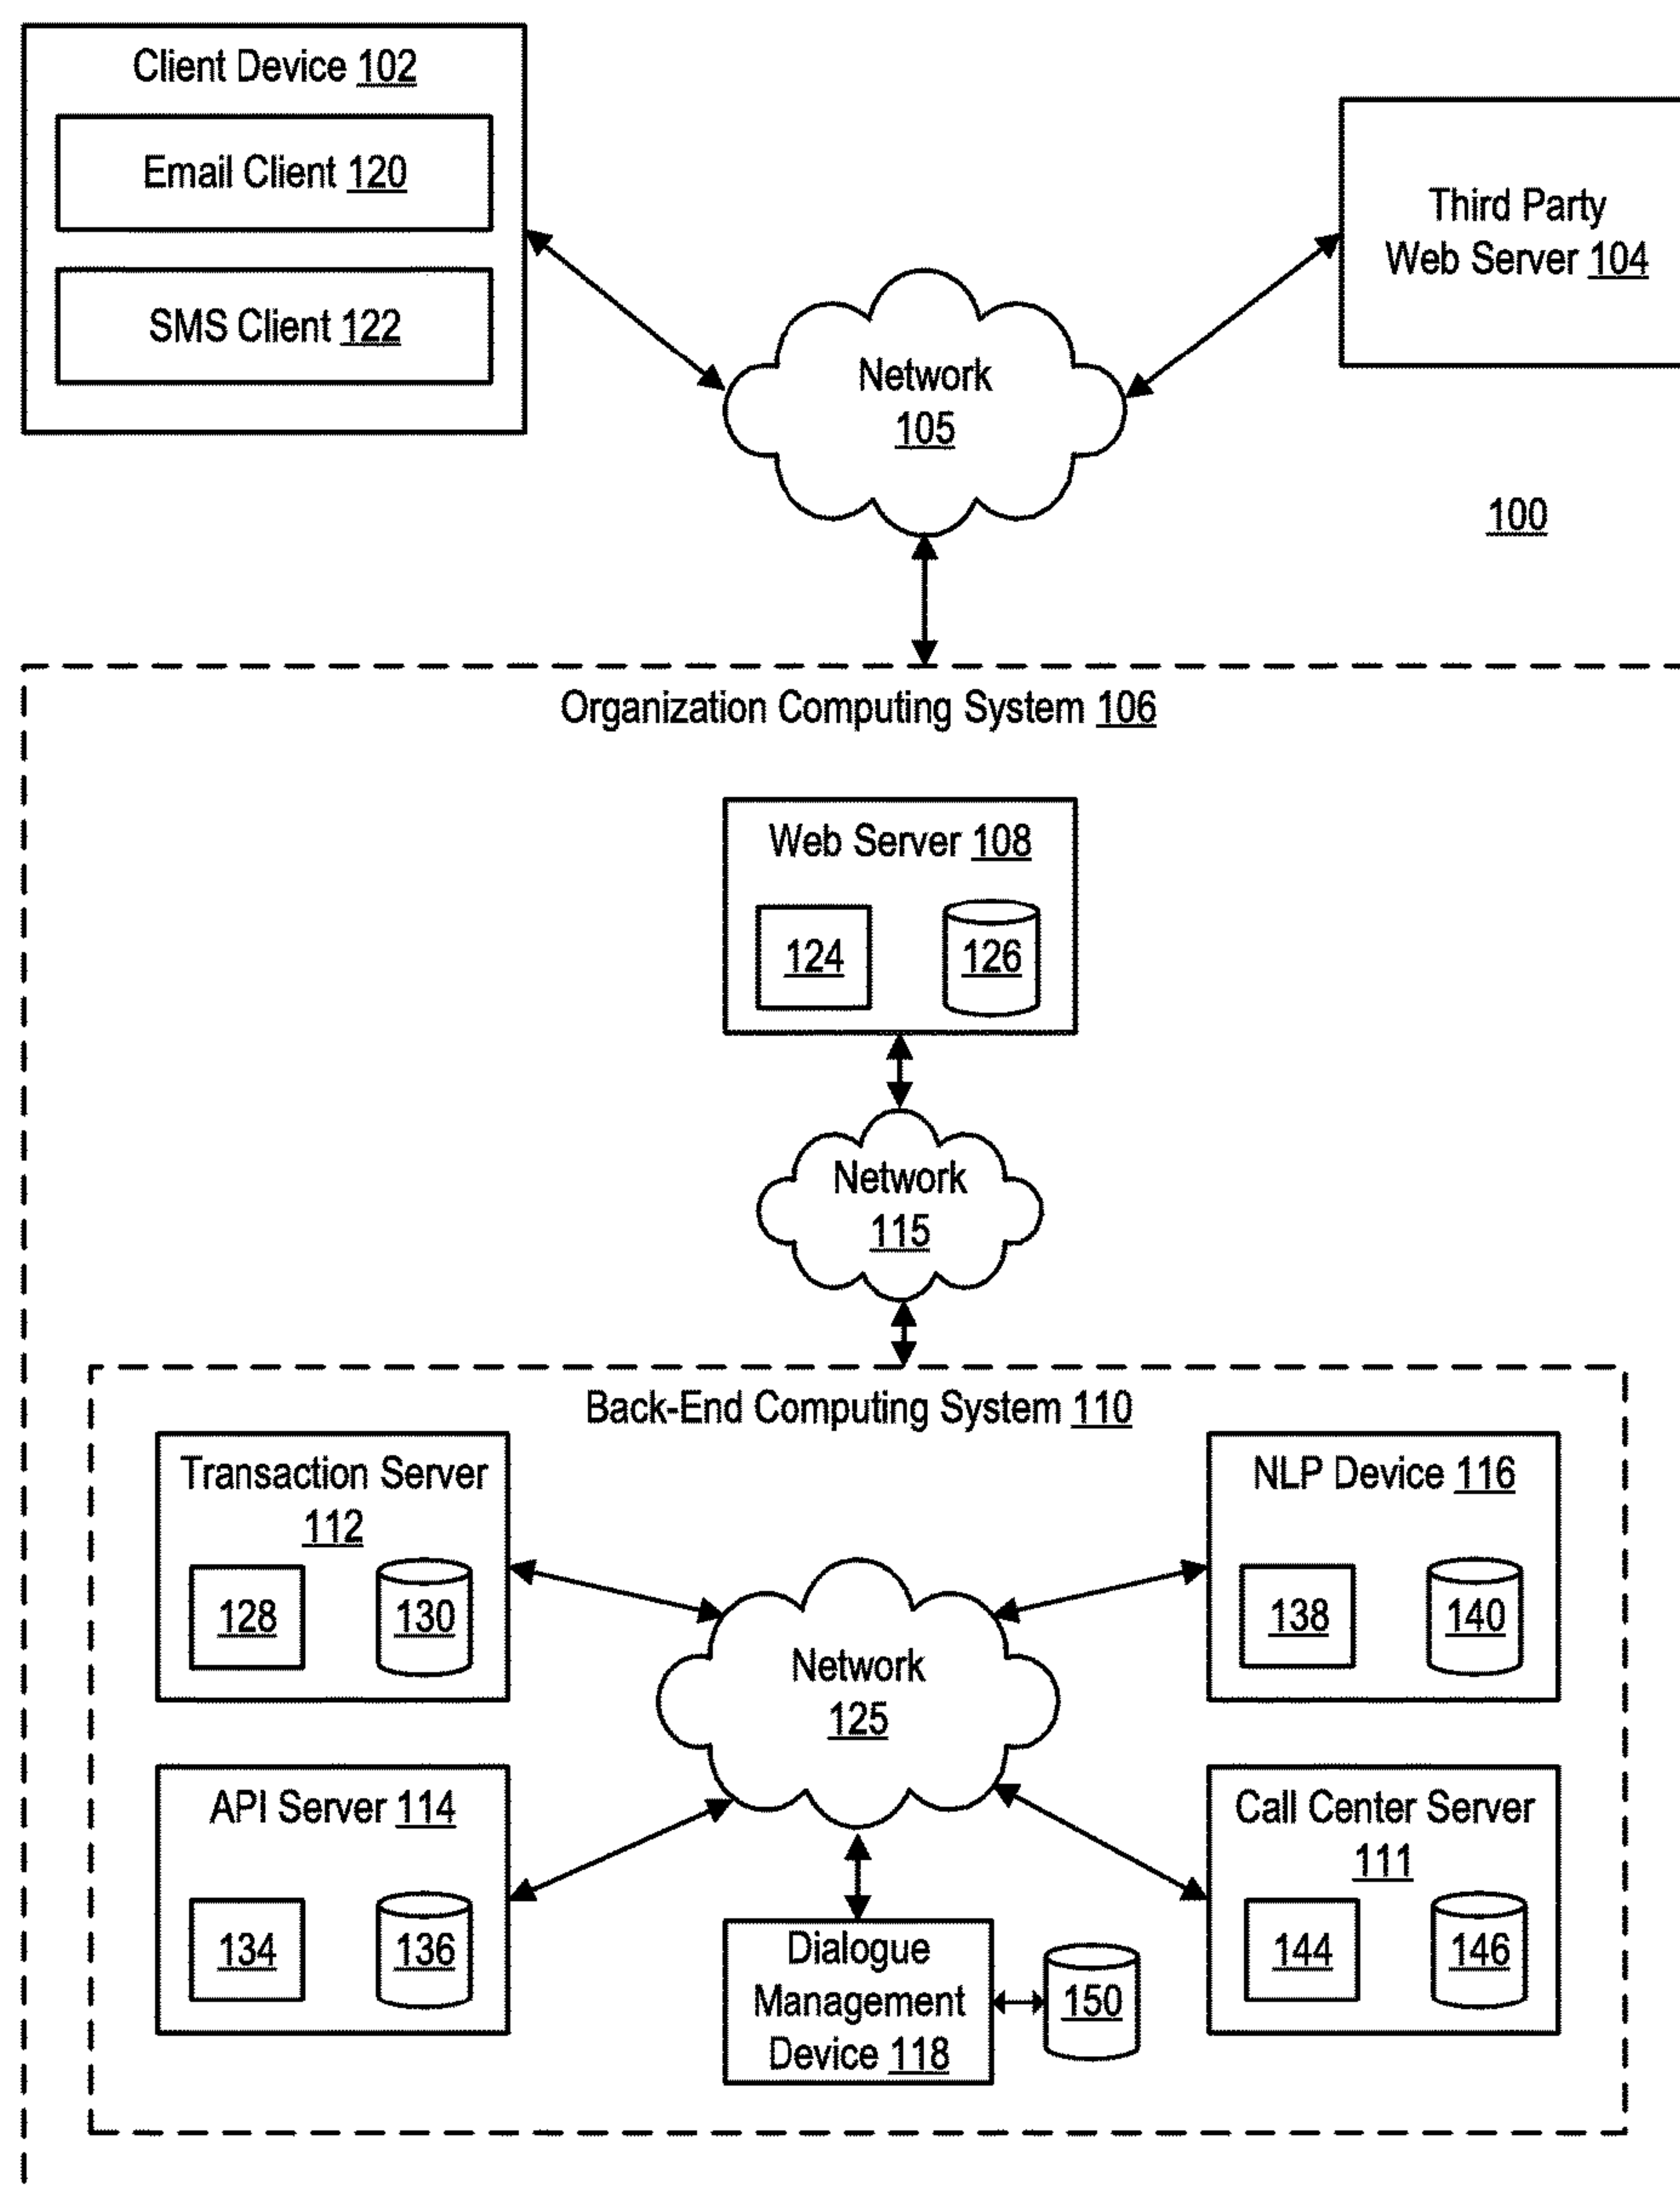 Client Device 102
Email Client 120
SMS Client 122
Third Party
Web Server 104
Network
105
100
Organization Computing System 106
Web Server 108
124
126
Network
115
Back-End Computing System 110
Transaction Server
112
128
130
NLP Device 116
138
140
Network
125
API Server 114
134
136
Call Center Server
111
144
146
Dialogue
Management
Device 118
150